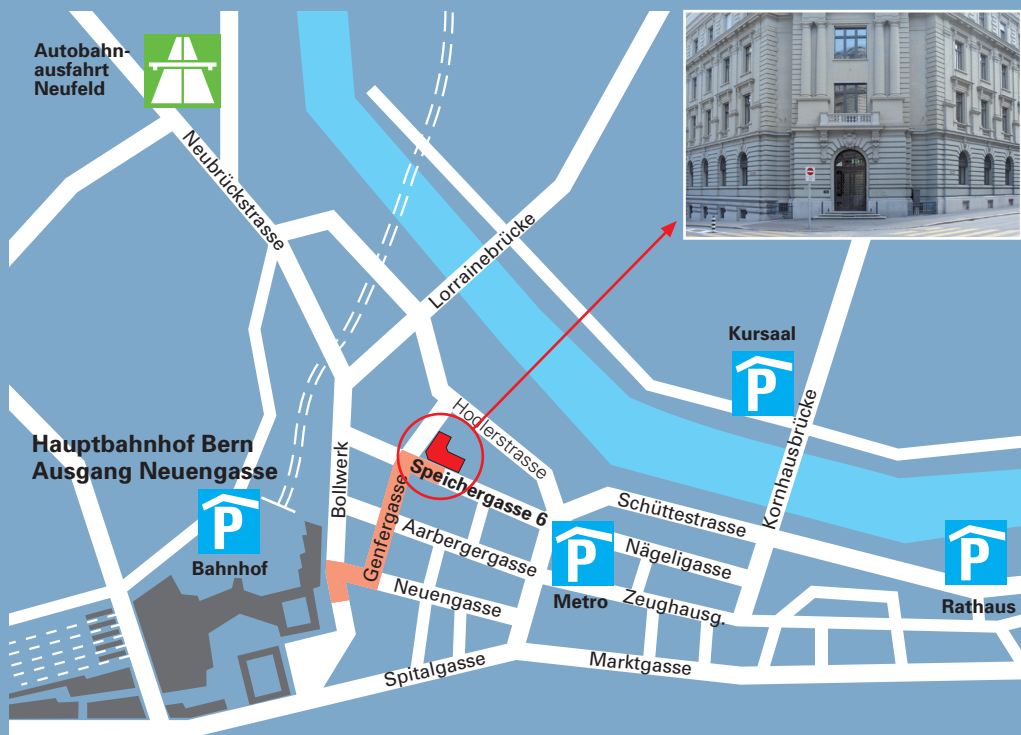 Autobahn-
ausfahrt
Neufeld
Neubrückstrasse
Lorrainebrücke
Kursaal
P
Kornhausbrücke
Hodlerstrasse
Hauptbahnhof Bern
Ausgang Neuengasse
P
Bahnhof
Bollwerk
Genfergasse
Speichergasse 6
Aarbergergasse
Neuengasse
Schüttestrasse
Nägeligasse
P
Metro
Zeughausg.
P
Rathaus
Spitalgasse
Marktgasse